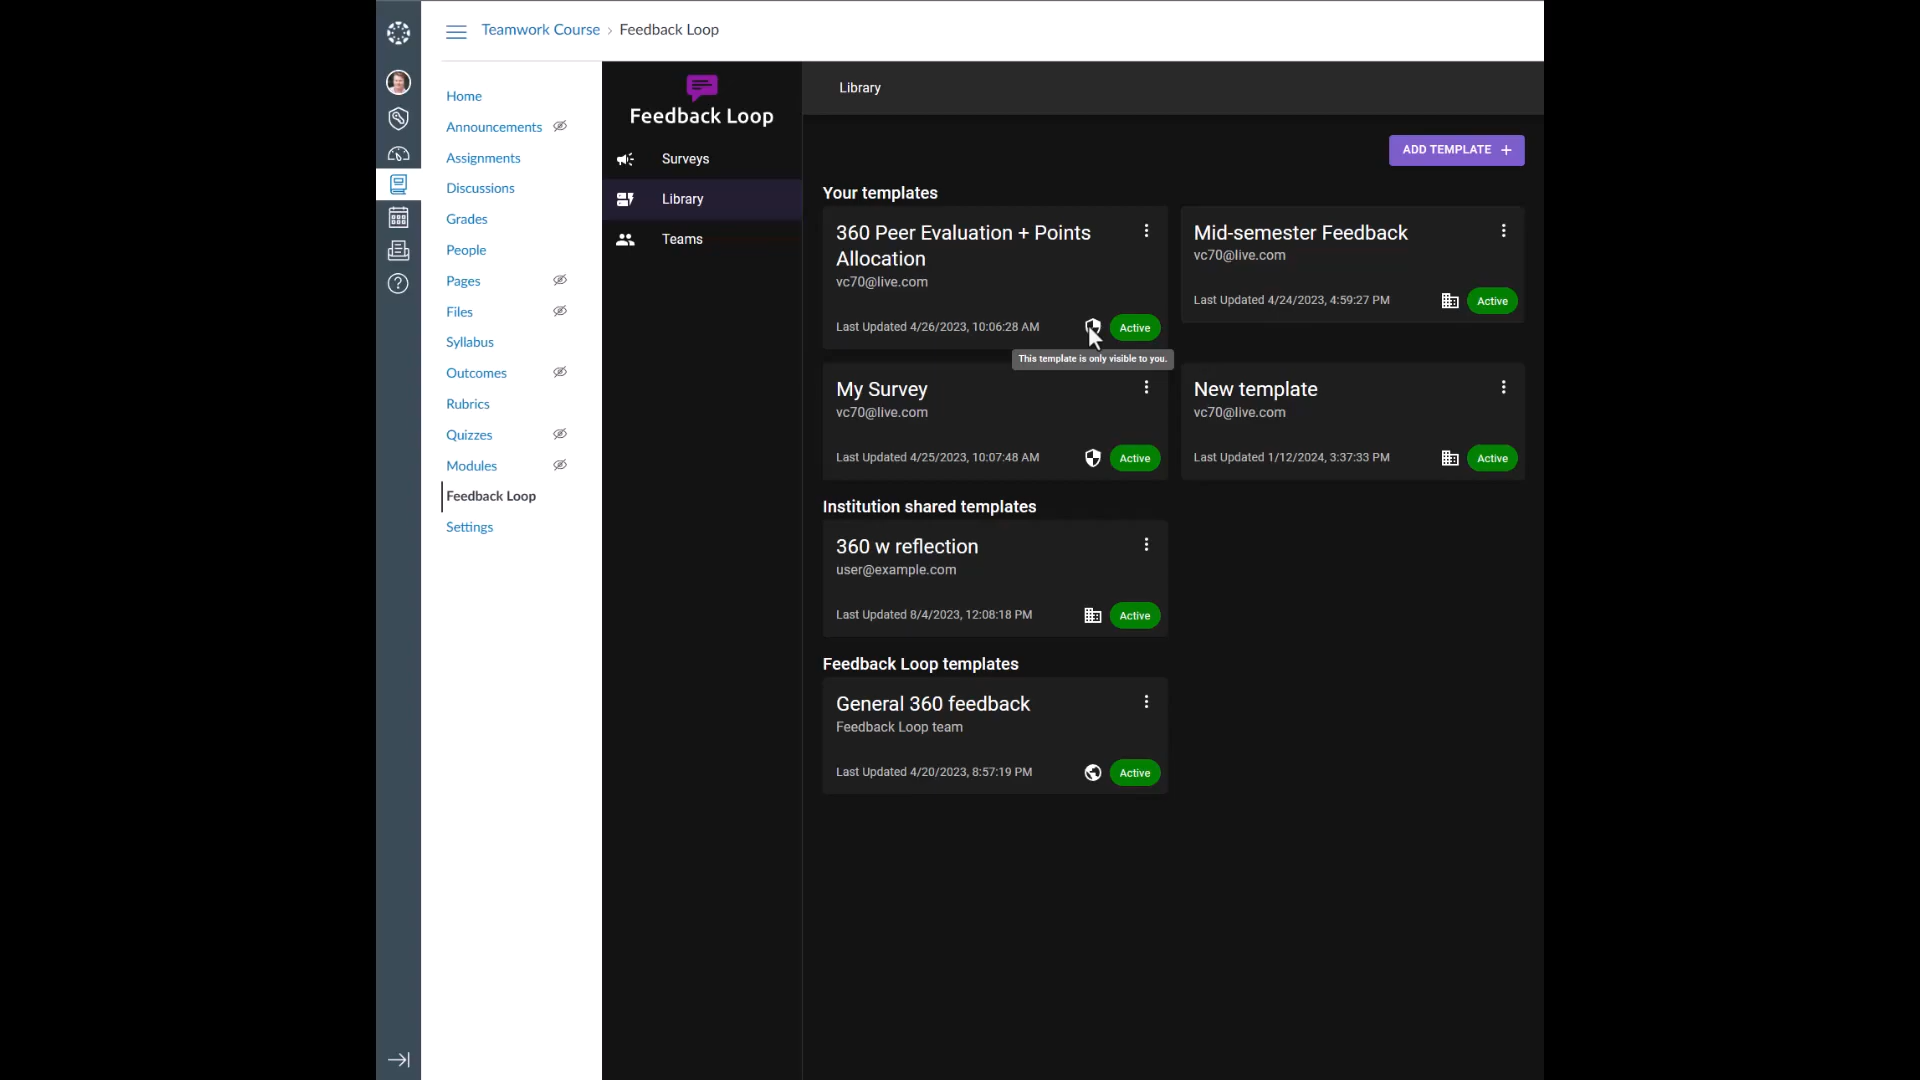 Teamwork Course › Feedback Loop
Home
Announcements
Assignments
Discussions
Grades
People
Pages
Files
Syllabus
Outcomes
Rubrics
Quizzes
Modules
Feedback Loop
Settings
Feedback Loop
Surveys
Library
Teams
Library
ADD TEMPLATE +
Your templates
360 Peer Evaluation + Points
Allocation
vc70@live.com
Last Updated 4/26/2023, 10:06:28 AM
Active
This template is only visible to you.
Mid-semester Feedback
vc70@live.com
Last Updated 4/24/2023, 4:59:27 PM
Active
My Survey
vc70@live.com
Last Updated 4/25/2023, 10:07:48 AM
Active
New template
vc70@live.com
Last Updated 1/12/2024, 3:37:33 PM
Active
Institution shared templates
360 w reflection
user@example.com
Last Updated 8/4/2023, 12:08:18 PM
Active
Feedback Loop templates
General 360 feedback
Feedback Loop team
Last Updated 4/20/2023, 8:57:19 PM
Active